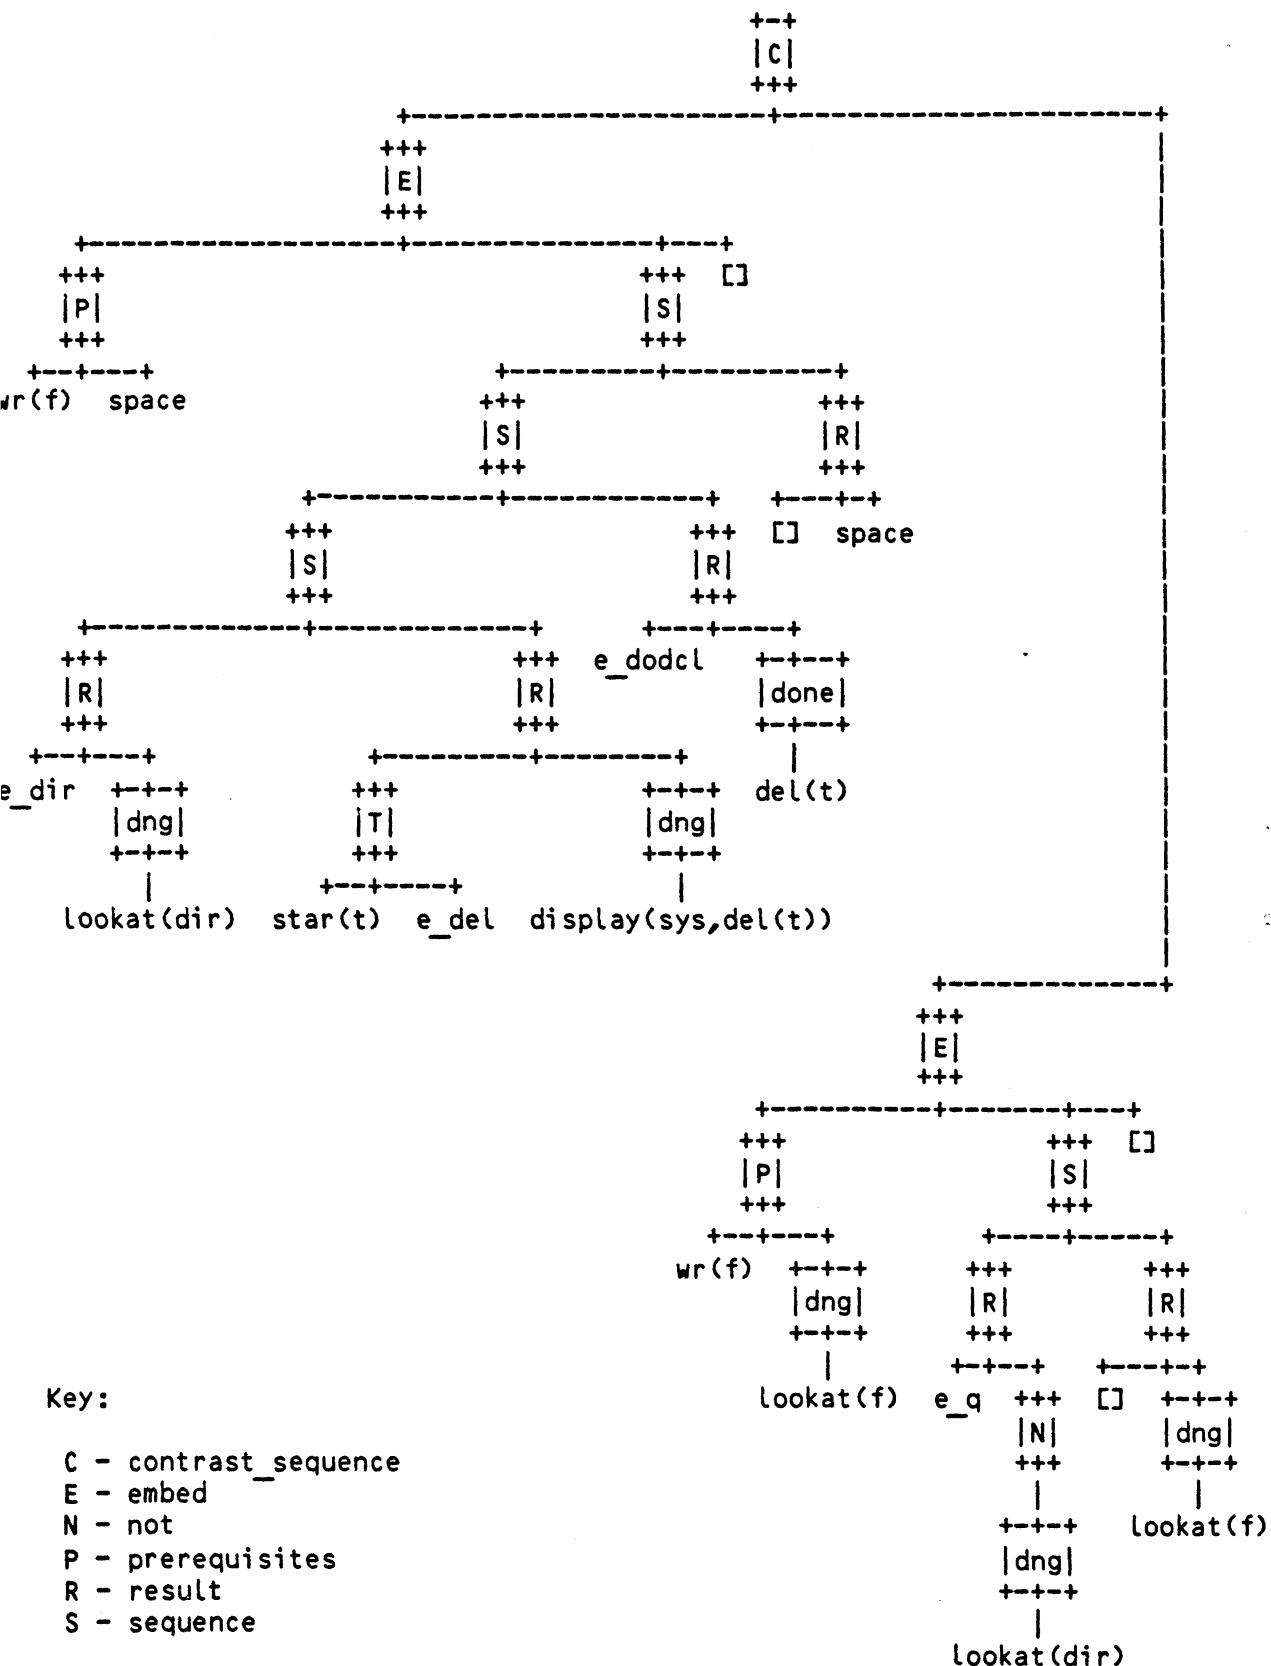 C
E
P S []
wr(f) space
S R
S R [] space
R R e_dodcl done
e_dir dng T dng del(t)
lookat(dir) star(t) e_del display(sys,del(t))
E
P S []
wr(f) dng R R
lookat(f) e_q N [] dng
dng lookat(f)
lookat(dir)
Key:
C - contrast_sequence
E - embed
N - not
P - prerequisites
R - result
S - sequence